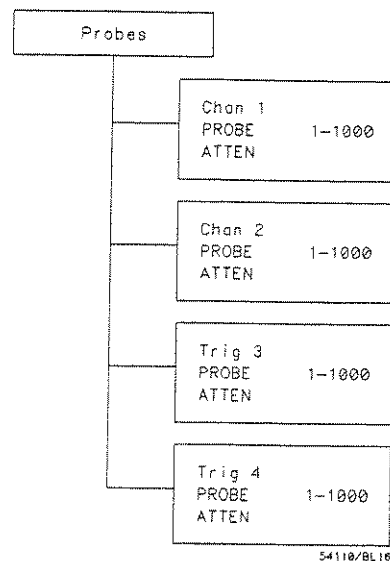 Probes
Chan 1
PROBE 1-1000
ATTEN
Chan 2
PROBE 1-1000
ATTEN
Trig 3
PROBE 1-1000
ATTEN
Trig 4
PROBE 1-1000
ATTEN
54110/BL16